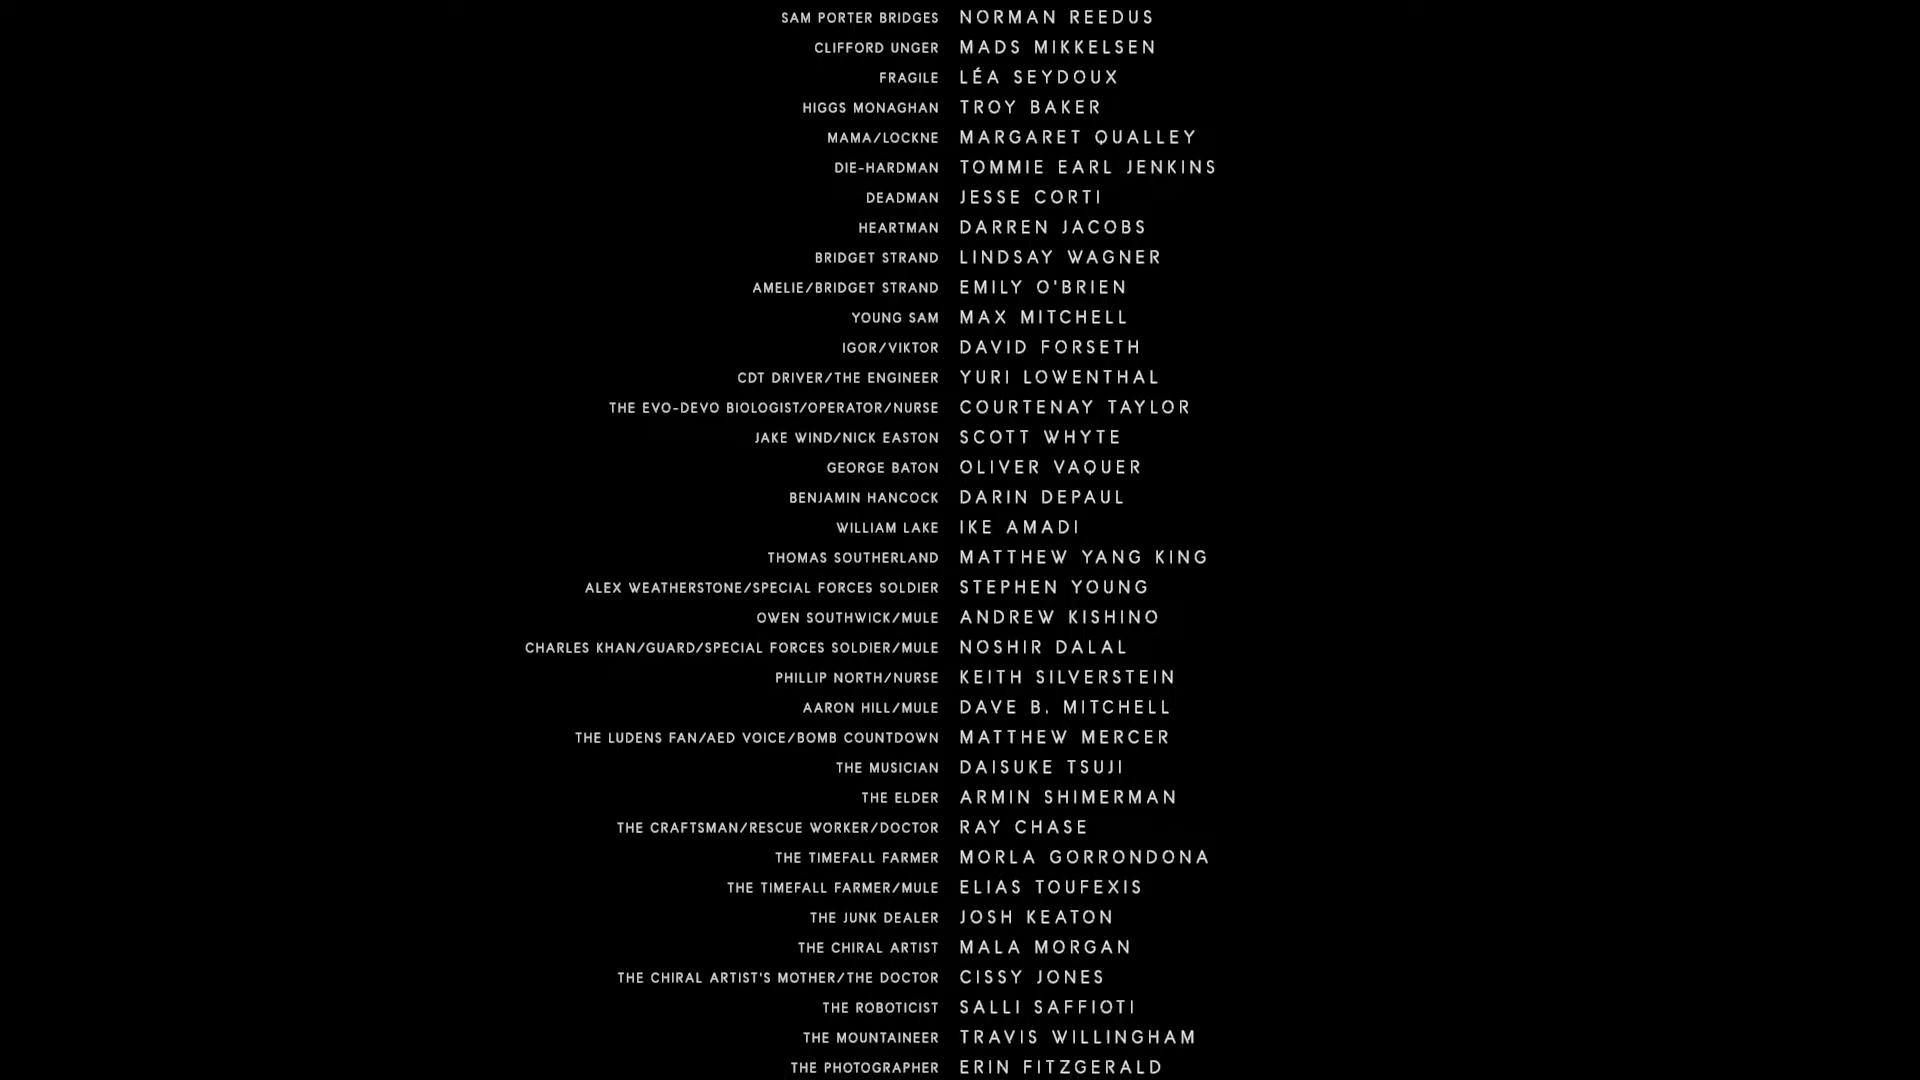 SAM PORTER BRIDGES NORMAN REEDUS
CLIFFORD UNGER MADS MIKKELSEN
FRAGILE LÉA SEYDOUX
HIGGS MONAGHAN TROY BAKER
MAMA/LOCKNE MARGARET QUALLEY
DIE-HARDMAN TOMMIE EARL JENKINS
DEADMAN JESSE CORTI
HEARTMAN DARREN JACOBS
BRIDGET STRAND LINDSAY WAGNER
AMELIE/BRIDGET STRAND EMILY O'BRIEN
YOUNG SAM MAX MITCHELL
IGOR/VIKTOR DAVID FORSETH
CDT DRIVER/THE ENGINEER YURI LOWENTHAL
THE EVO-DEVO BIOLOGIST/OPERATOR/NURSE COURTENAY TAYLOR
JAKE WIND/NICK EASTON SCOTT WHYTE
GEORGE BATON OLIVER VAQUER
BENJAMIN HANCOCK DARIN DEPAUL
WILLIAM LAKE IKE AMADI
THOMAS SOUTHERLAND MATTHEW YANG KING
ALEX WEATHERSTONE/SPECIAL FORCES SOLDIER STEPHEN YOUNG
OWEN SOUTHWICK/MULE ANDREW KISHINO
CHARLES KHAN/GUARD/SPECIAL FORCES SOLDIER/MULE NOSHIR DALAL
PHILLIP NORTH/NURSE KEITH SILVERSTEIN
AARON HILL/MULE DAVE B. MITCHELL
THE LUDENS FAN/AED VOICE/BOMB COUNTDOWN MATTHEW MERCER
THE MUSICIAN DAISUKE TSUJI
THE ELDER ARMIN SHIMERMAN
THE CRAFTSMAN/RESCUE WORKER/DOCTOR RAY CHASE
THE TIMEFALL FARMER MORLA GORRONDONA
THE TIMEFALL FARMER/MULE ELIAS TOUFEXIS
THE JUNK DEALER JOSH KEATON
THE CHIRAL ARTIST MALA MORGAN
THE CHIRAL ARTIST'S MOTHER/THE DOCTOR CISSY JONES
THE ROBOTICIST SALLI SAFFIOTI
THE MOUNTAINEER TRAVIS WILLINGHAM
THE PHOTOGRAPHER ERIN FITZGERALD